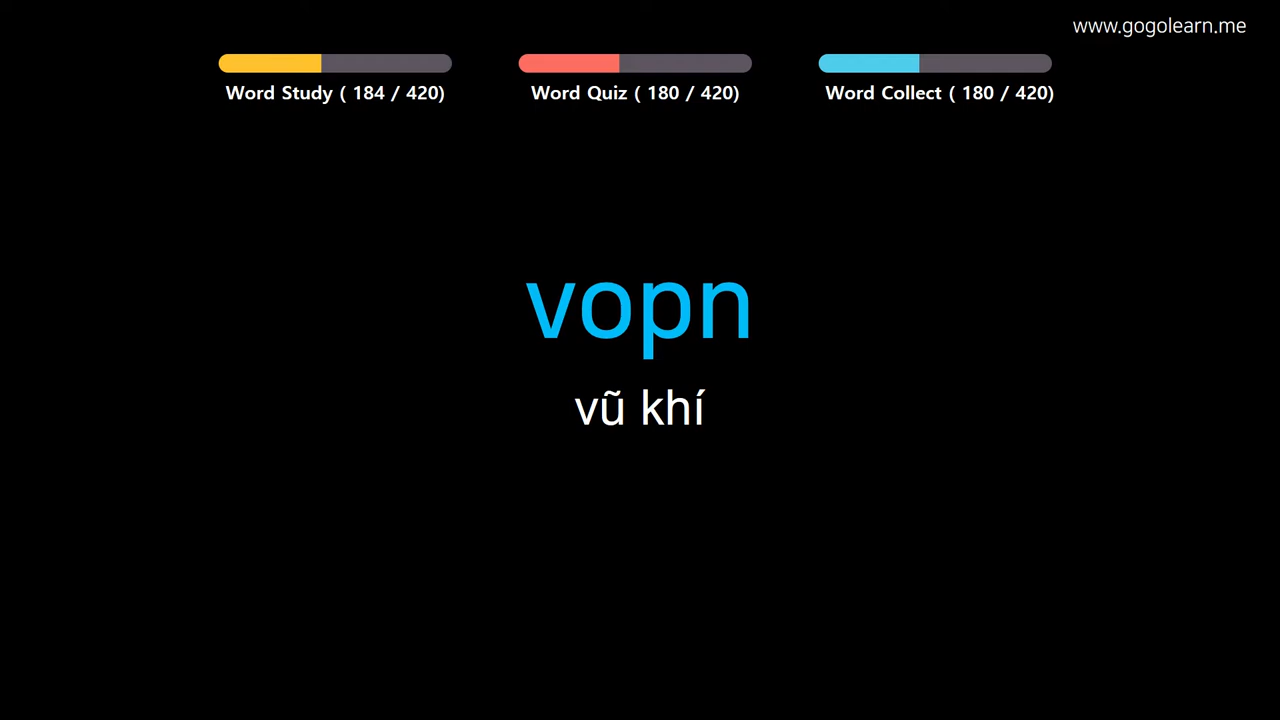 www.gogolearn.me
Word Study ( 184 / 420)
Word Quiz ( 180 / 420)
Word Collect ( 180 / 420)
vopn
vũ khí